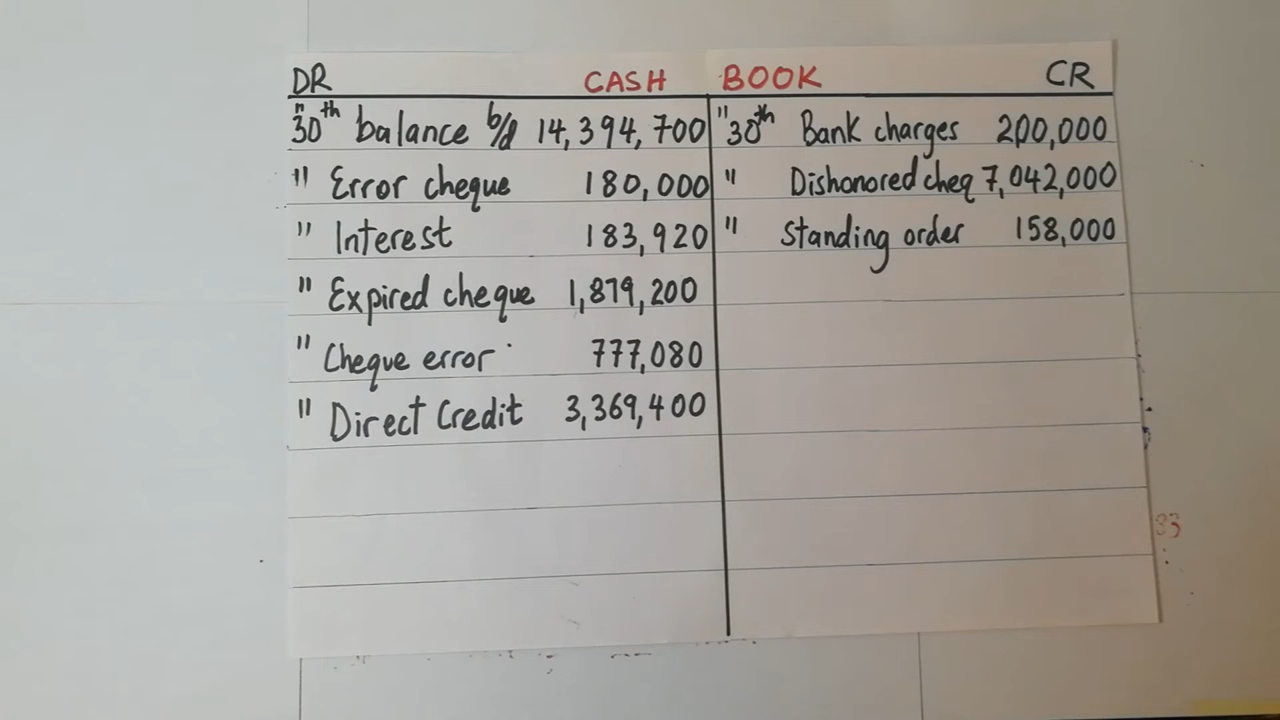 DR CASH BOOK CR
"30th balance b/d 14,394,700 "30th Bank charges 200,000
" Error cheque 180,000 " Dishonored cheq 7,042,000
" Interest 183,920 " Standing order 158,000
" Expired cheque 1,879,200
" Cheque error 777,080
" Direct Credit 3,369,400
33